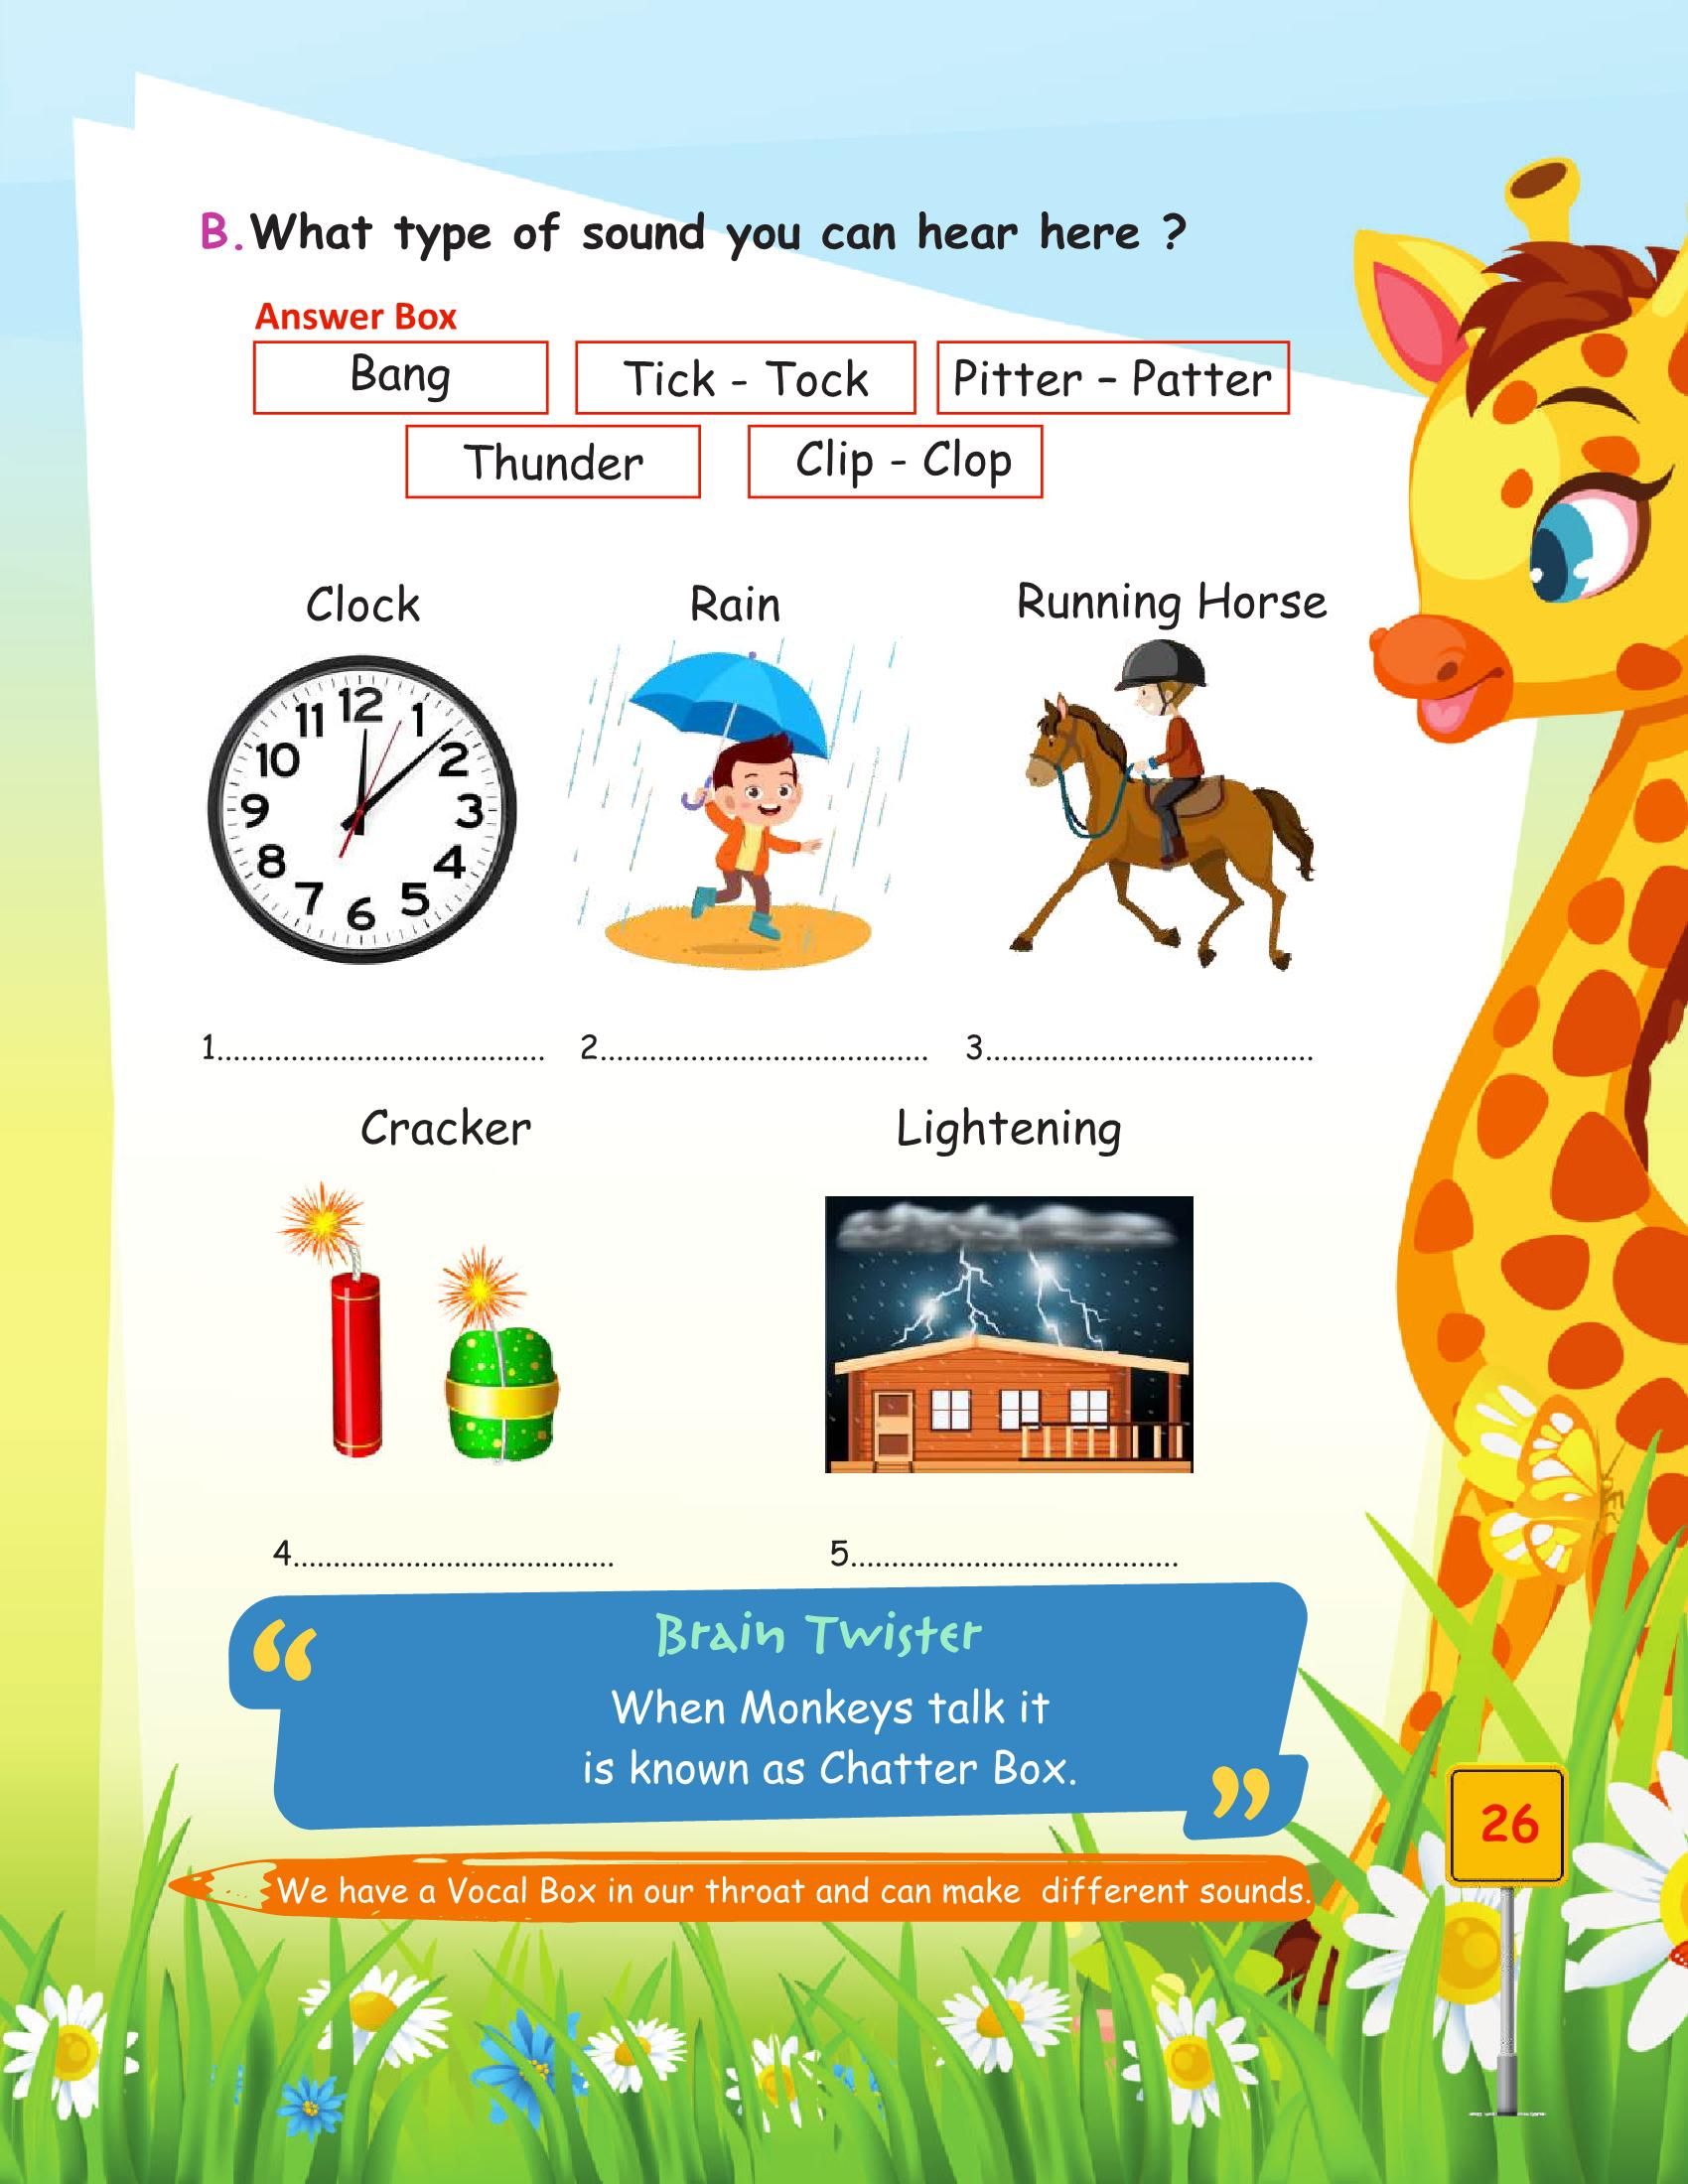 B.What type of sound you can hear here ?
Answer Box
Bang
Tick - Tock
Pitter – Patter
Thunder
Clip - Clop
Clock
Rain
Running Horse
12
1
2
3
4
5
6
7
8
9
10
11
1....................................... 2....................................... 3.......................................
Cracker
Lightening
4....................................... 5.......................................
Brain Twister
“
When Monkeys talk it
is known as Chatter Box.
”
26
We have a Vocal Box in our throat and can make different sounds.